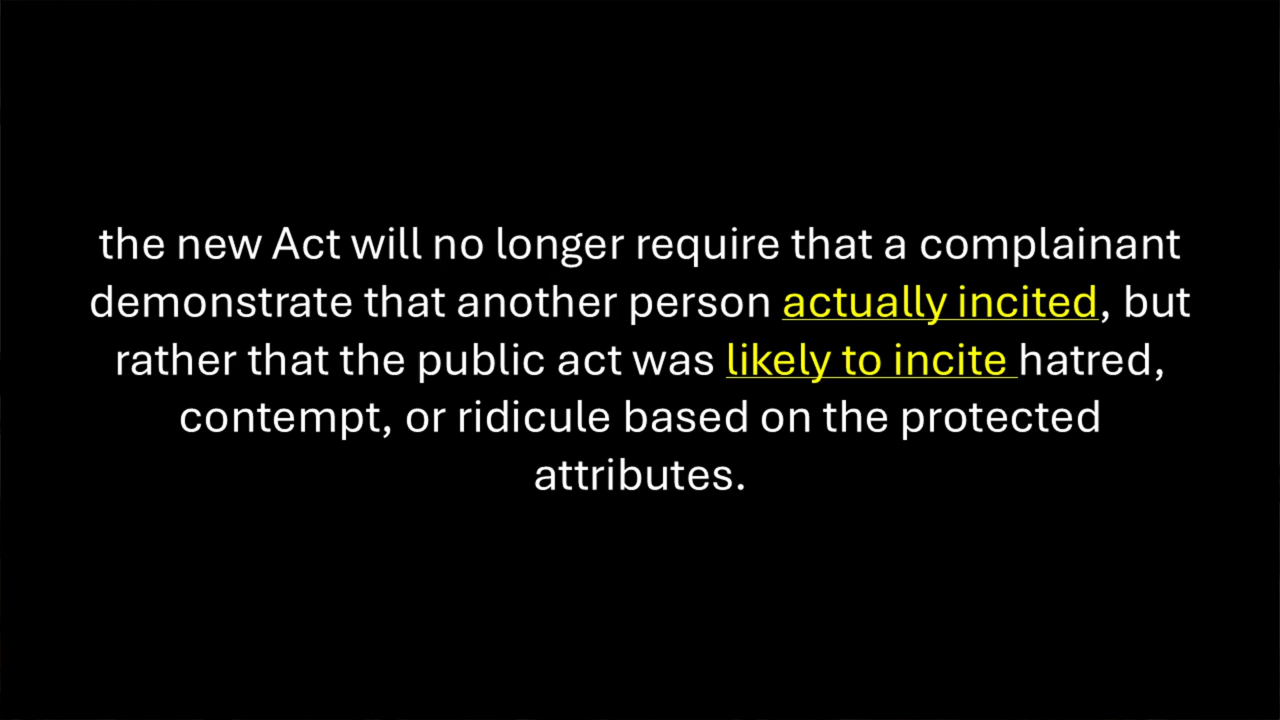 the new Act will no longer require that a complainant
demonstrate that another person actually incited, but
rather that the public act was likely to incite hatred,
contempt, or ridicule based on the protected
attributes.